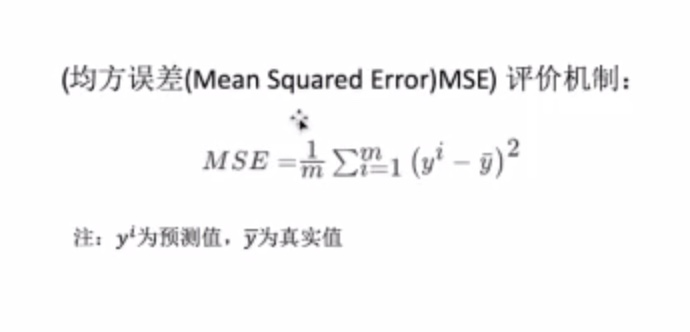 (均方误差(Mean Squared Error)MSE) 评价机制：
MSE = \frac{1}{m} \sum_{i=1}^{m} (y^i - \bar{y})^2
注：y^i为预测值，\bar{y}为真实值